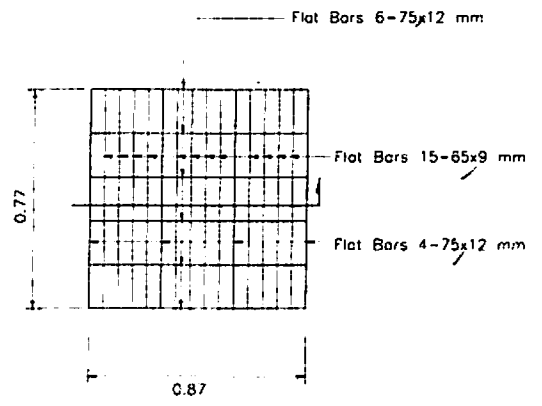 Flat Bars 6-75x12 mm
Flat Bars 15-65x9 mm
0.77
Flat Bars 4-75x12 mm
0.87